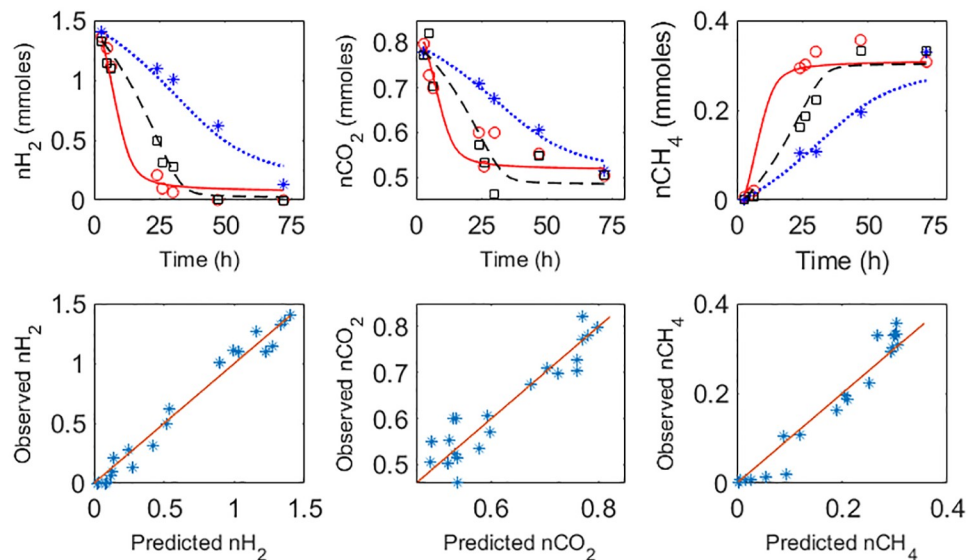 nH₂ (mmoles)
1.5
1
0.5
0
0 25 50 75
Time (h)
nCO₂ (mmoles)
0.8
0.7
0.6
0.5
0 25 50 75
Time (h)
nCH₄ (mmoles)
0.4
0.2
0
0 25 50 75
Time (h)
Observed nH₂
1.5
1
0.5
0
0 0.5 1 1.5
Predicted nH₂
Observed nCO₂
0.8
0.7
0.6
0.5
0.6 0.8
Predicted nCO₂
Observed nCH₄
0.4
0.2
0
0 0.2 0.4
Predicted nCH₄